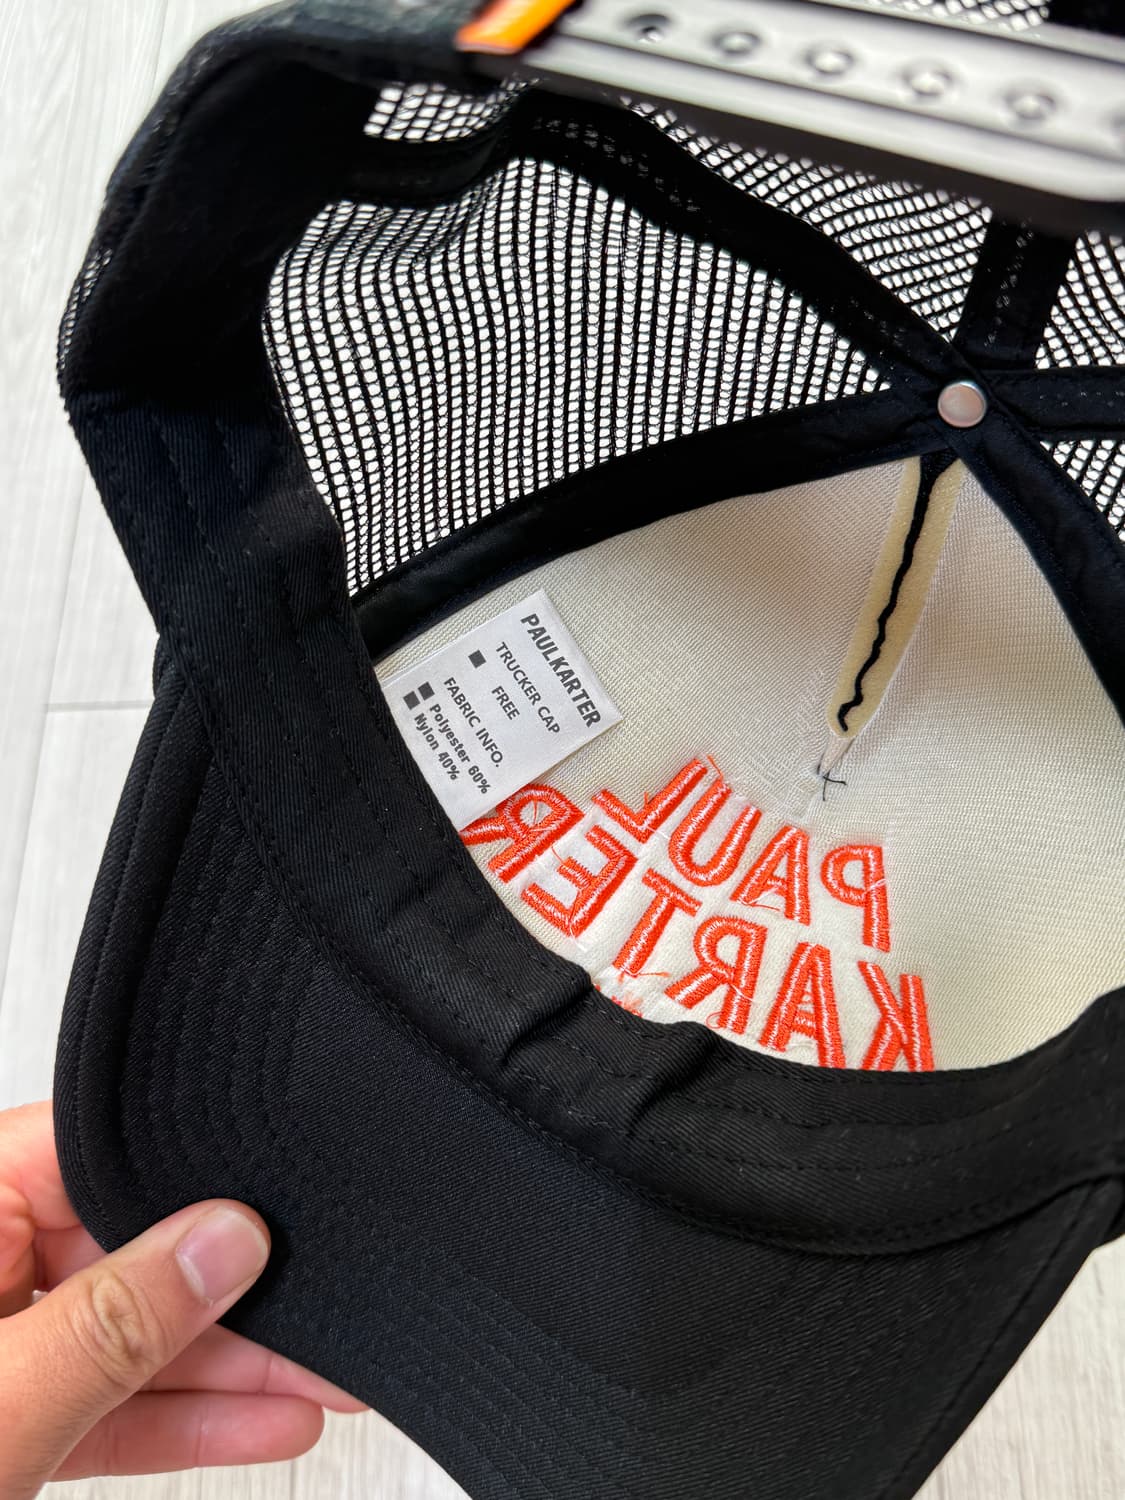 PAULKARTER
■ TRUCKER CAP
FREE
FABRIC INFO.
■ Polyester 60%
■ Nylon 40%
PAUL
KARTER